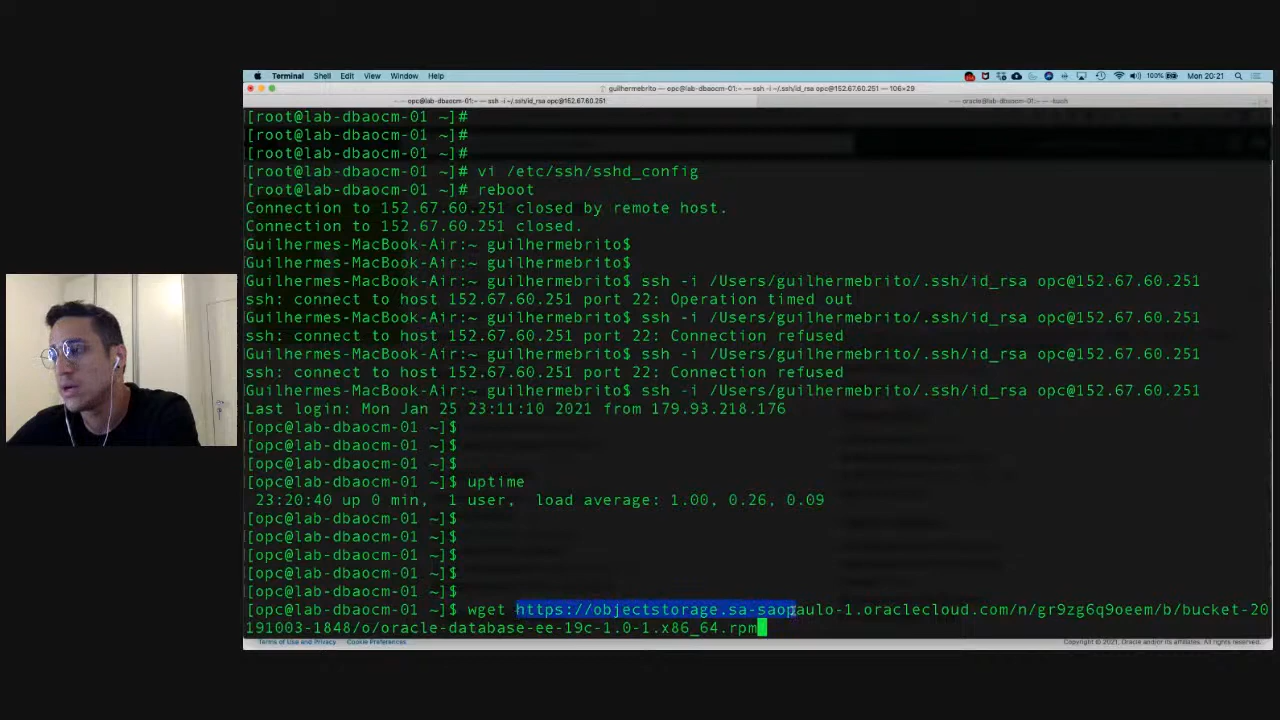 Terminal Shell Edit View Window Help 100% Mon 20:21
guilhermebrito — opc@lab-dbaocm-01:~ — ssh -i ~/.ssh/id_rsa opc@152.67.60.251 — 106×29
opc@lab-dbaocm-01:~ — ssh -i ~/.ssh/id_rsa opc@152.67.60.251
[root@lab-dbaocm-01 ~]#
[root@lab-dbaocm-01 ~]#
[root@lab-dbaocm-01 ~]#
[root@lab-dbaocm-01 ~]# vi /etc/ssh/sshd_config
[root@lab-dbaocm-01 ~]# reboot
Connection to 152.67.60.251 closed by remote host.
Connection to 152.67.60.251 closed.
Guilhermes-MacBook-Air:~ guilhermebrito$
Guilhermes-MacBook-Air:~ guilhermebrito$
Guilhermes-MacBook-Air:~ guilhermebrito$ ssh -i /Users/guilhermebrito/.ssh/id_rsa opc@152.67.60.251
ssh: connect to host 152.67.60.251 port 22: Operation timed out
Guilhermes-MacBook-Air:~ guilhermebrito$ ssh -i /Users/guilhermebrito/.ssh/id_rsa opc@152.67.60.251
ssh: connect to host 152.67.60.251 port 22: Connection refused
Guilhermes-MacBook-Air:~ guilhermebrito$ ssh -i /Users/guilhermebrito/.ssh/id_rsa opc@152.67.60.251
ssh: connect to host 152.67.60.251 port 22: Connection refused
Guilhermes-MacBook-Air:~ guilhermebrito$ ssh -i /Users/guilhermebrito/.ssh/id_rsa opc@152.67.60.251
Last login: Mon Jan 25 23:11:10 2021 from 179.93.218.176
[opc@lab-dbaocm-01 ~]$
[opc@lab-dbaocm-01 ~]$
[opc@lab-dbaocm-01 ~]$
[opc@lab-dbaocm-01 ~]$ uptime
23:20:40 up 0 min, 1 user, load average: 1.00, 0.26, 0.09
[opc@lab-dbaocm-01 ~]$
[opc@lab-dbaocm-01 ~]$
[opc@lab-dbaocm-01 ~]$
[opc@lab-dbaocm-01 ~]$
[opc@lab-dbaocm-01 ~]$
[opc@lab-dbaocm-01 ~]$ wget https://objectstorage.sa-saopaulo-1.oraclecloud.com/n/gr9zg6q9oeem/b/bucket-20
191003-1848/o/oracle-database-ee-19c-1.0-1.x86_64.rpm
Terms of Use and Privacy Cookie Preferences